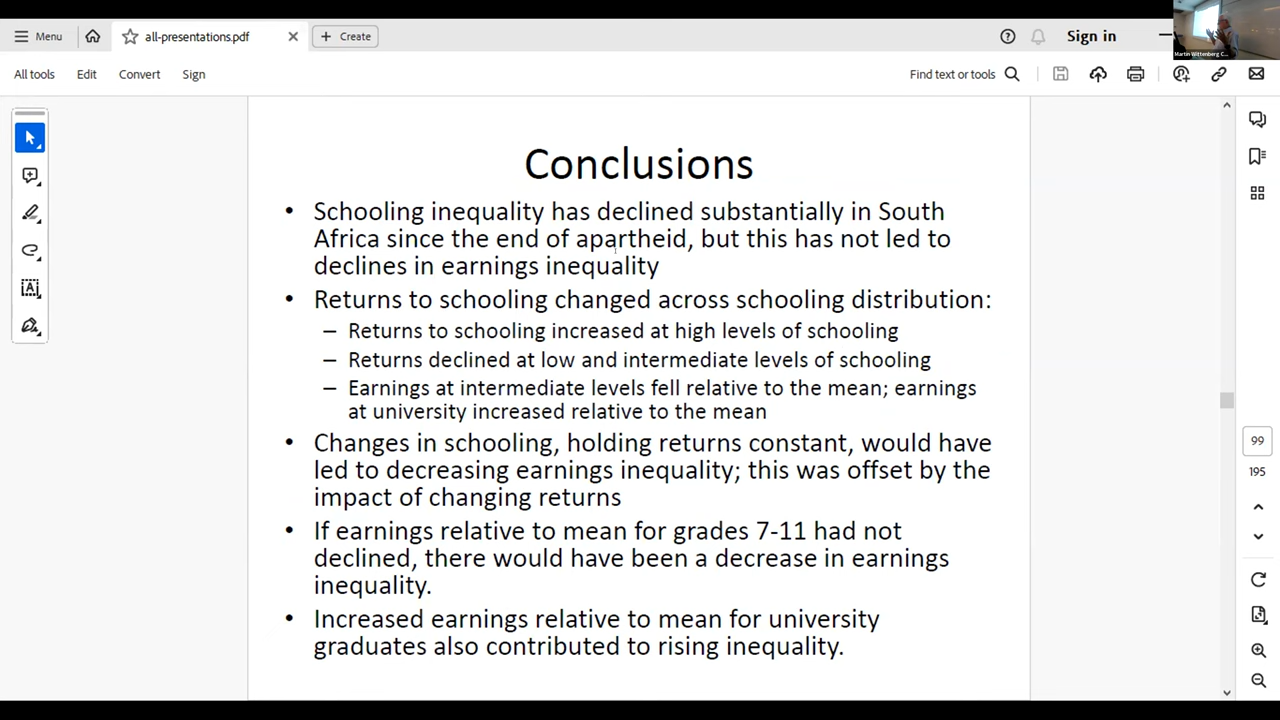 Menu
all-presentations.pdf
Create
Sign in
All tools
Edit
Convert
Sign
Find text or tools
Martin Wittenberg C...
Conclusions
• Schooling inequality has declined substantially in South
Africa since the end of apartheid, but this has not led to
declines in earnings inequality
• Returns to schooling changed across schooling distribution:
– Returns to schooling increased at high levels of schooling
– Returns declined at low and intermediate levels of schooling
– Earnings at intermediate levels fell relative to the mean; earnings
at university increased relative to the mean
• Changes in schooling, holding returns constant, would have
led to decreasing earnings inequality; this was offset by the
impact of changing returns
• If earnings relative to mean for grades 7-11 had not
declined, there would have been a decrease in earnings
inequality.
• Increased earnings relative to mean for university
graduates also contributed to rising inequality.
99
195